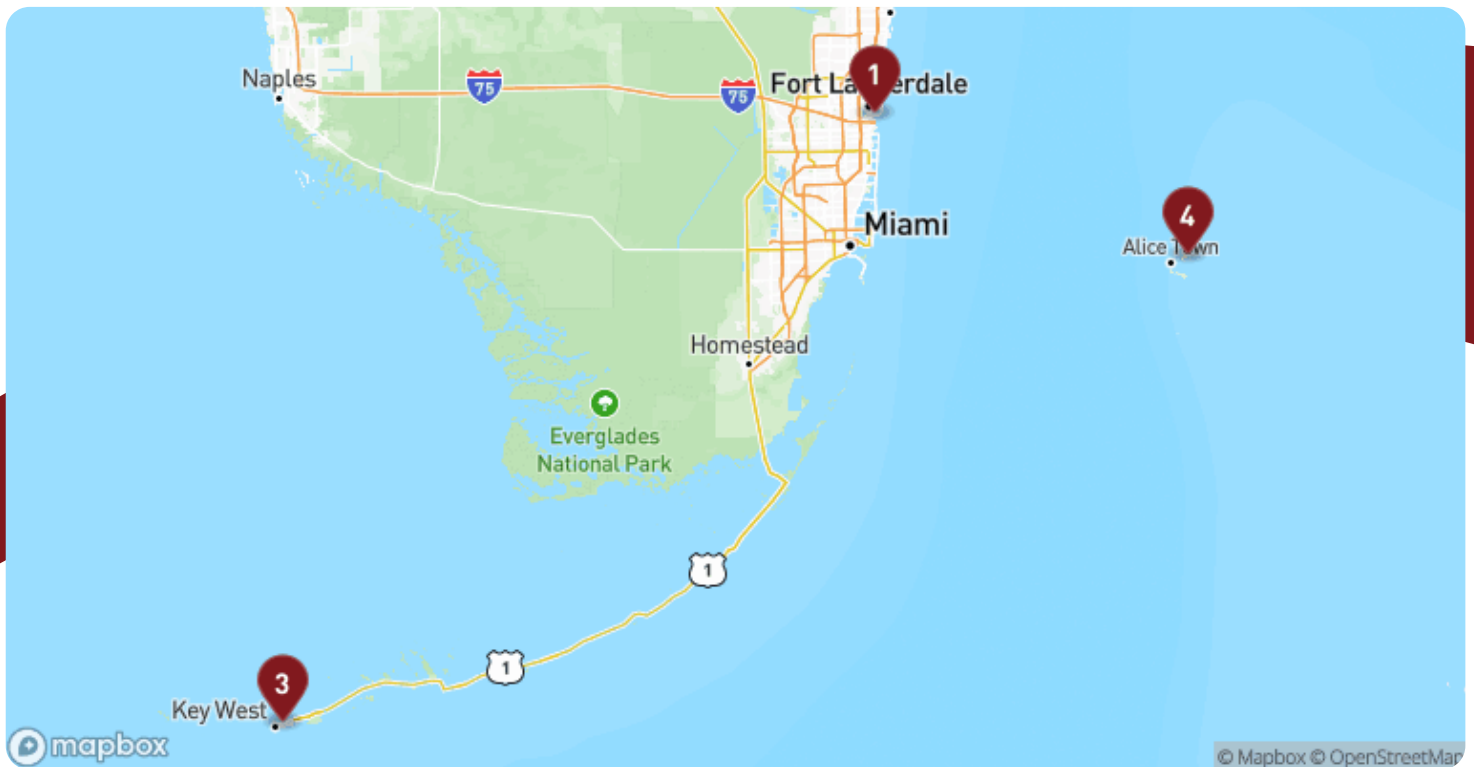 Naples
75
75
Fort Lauderdale
1
Miami
4
Alice Town
Homestead
Everglades
National Park
1
1
3
Key West
mapbox
© Mapbox © OpenStreetMap